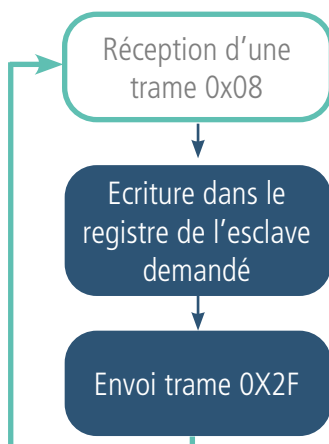 Réception d’une
trame 0x08
Ecriture dans le
registre de l’esclave
demandé
Envoi trame 0X2F